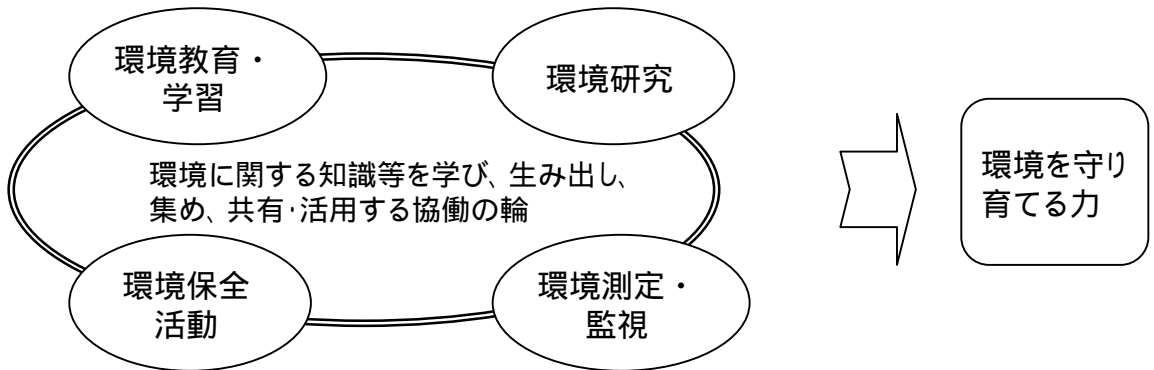 環境教育・
学習
環境研究
環境に関する知識等を学び、生み出し、
集め、共有・活用する協働の輪
環境保全
活動
環境測定・
監視
環境を守り
育てる力